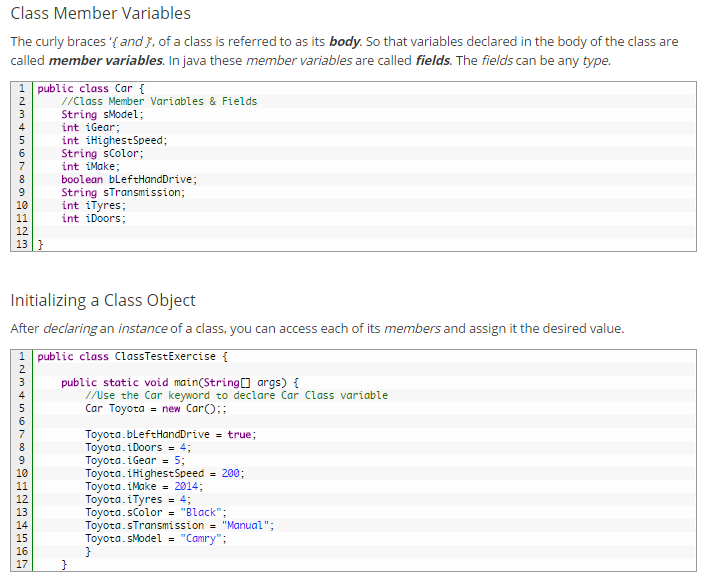 Class Member Variables
The curly braces '{ and }', of a class is referred to as its body. So that variables declared in the body of the class are
called member variables. In java these member variables are called fields. The fields can be any type.
1 public class Car {
2     //Class Member Variables & Fields
3     String sModel;
4     int iGear;
5     int iHighestSpeed;
6     String sColor;
7     int iMake;
8     boolean bLeftHandDrive;
9     String sTransmission;
10     int iTyres;
11     int iDoors;
12
13 }
Initializing a Class Object
After declaring an instance of a class, you can access each of its members and assign it the desired value.
1 public class ClassTestExercise {
2
3     public static void main(String[] args) {
4         //Use the Car keyword to declare Car Class variable
5         Car Toyota = new Car();;
6
7         Toyota.bLeftHandDrive = true;
8         Toyota.iDoors = 4;
9         Toyota.iGear = 5;
10         Toyota.iHighestSpeed = 200;
11         Toyota.iMake = 2014;
12         Toyota.iTyres = 4;
13         Toyota.sColor = "Black";
14         Toyota.sTransmission = "Manual";
15         Toyota.sModel = "Camry";
16         }
17     }